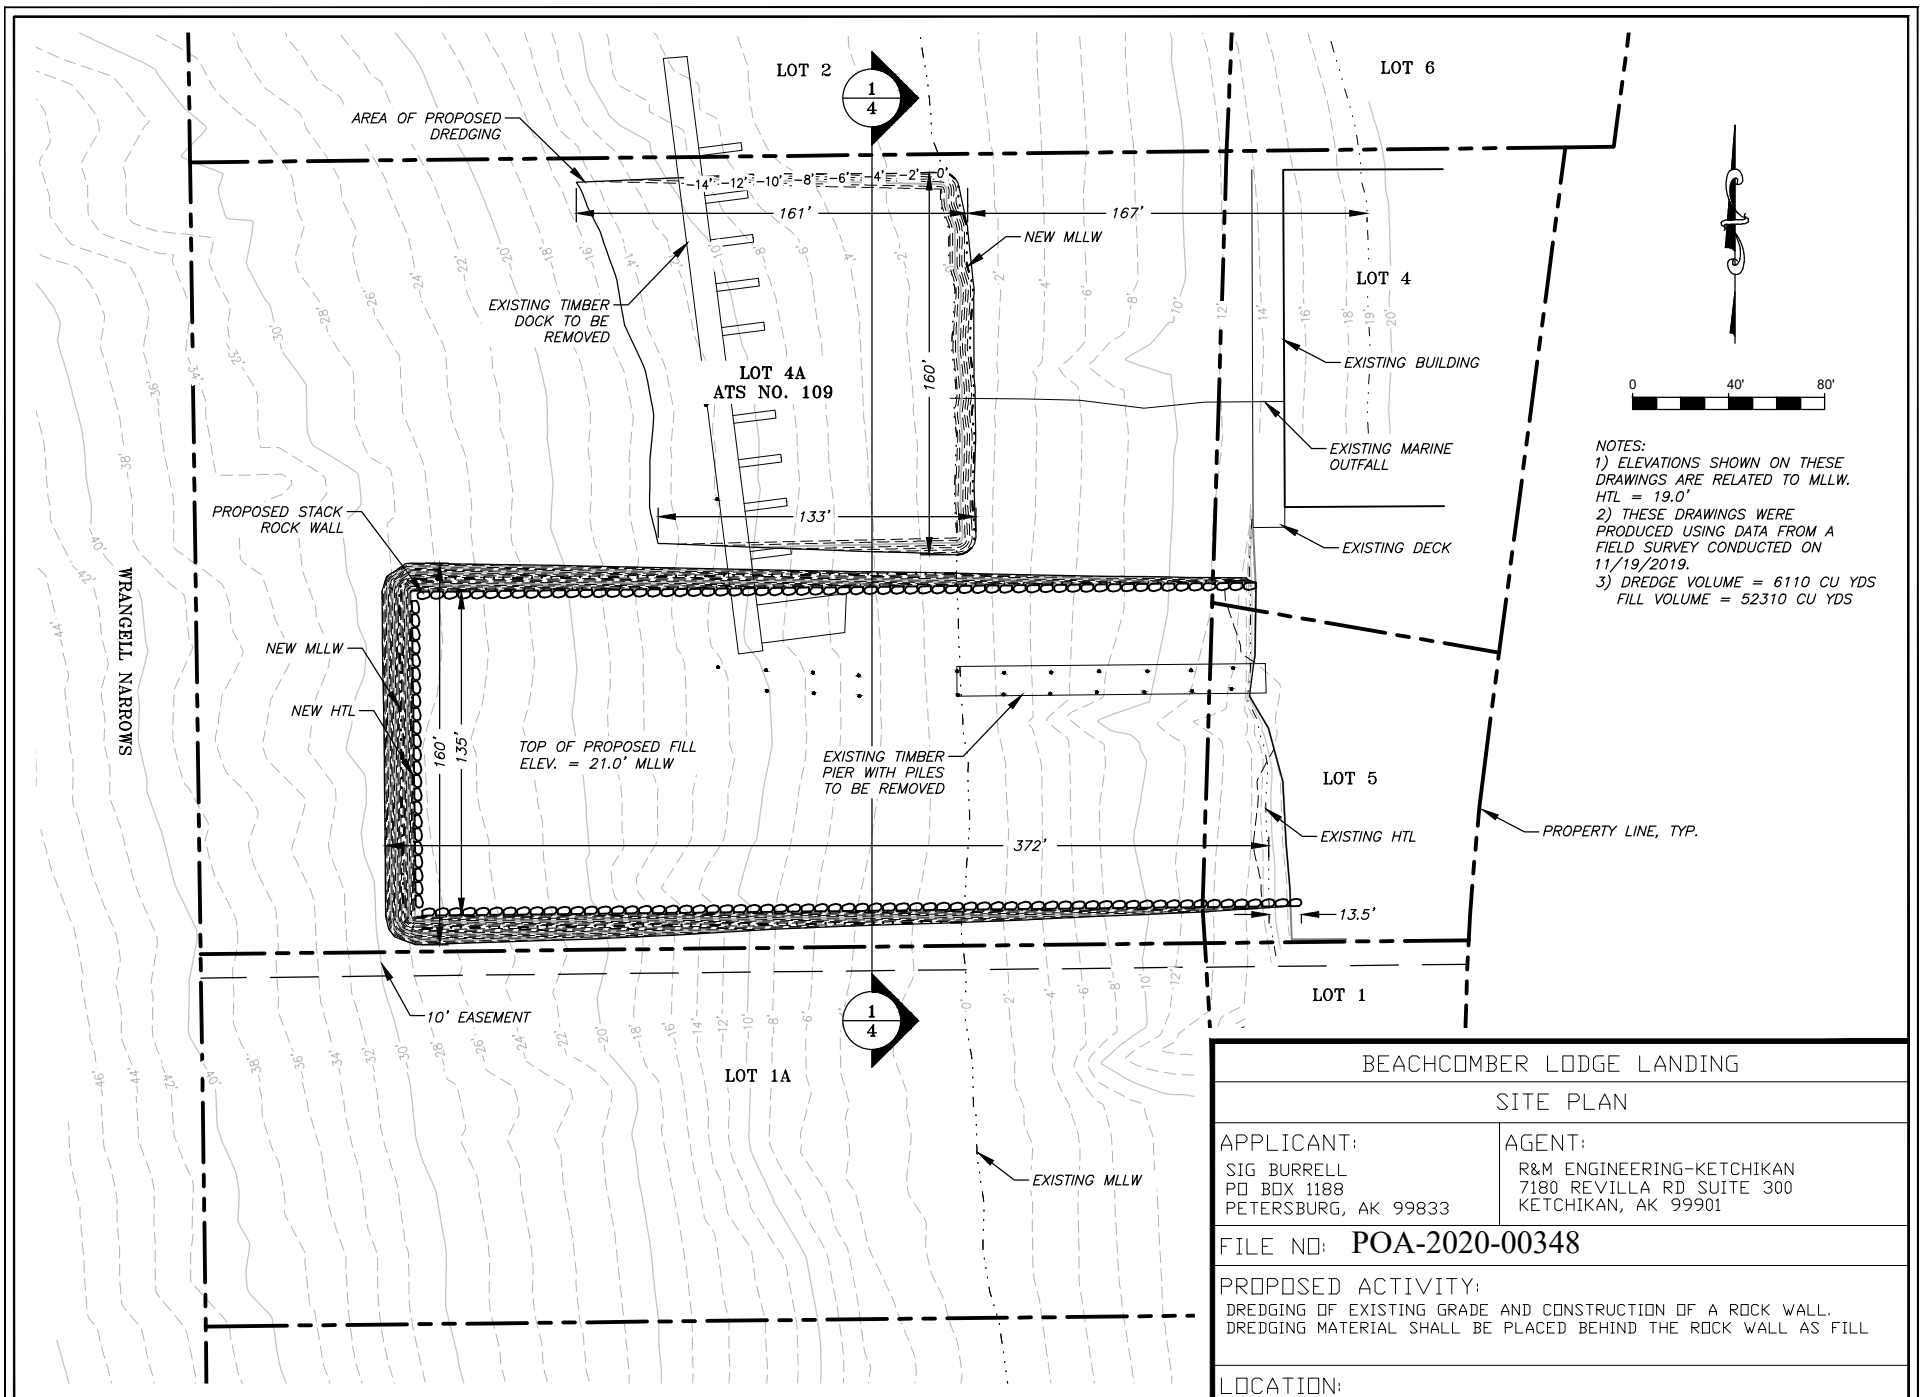 LOT 2
LOT 6
1
4
AREA OF PROPOSED
DREDGING
-14'
-12'
-10'
-8'
-6'
-4'
-2'
0'
161'
167'
NEW MLLW
LOT 4
EXISTING TIMBER
DOCK TO BE
REMOVED
160'
EXISTING BUILDING
LOT 4A
ATS NO. 109
0
40'
80'
EXISTING MARINE
OUTFALL
NOTES:
1) ELEVATIONS SHOWN ON THESE
DRAWINGS ARE RELATED TO MLLW.
HTL = 19.0'
2) THESE DRAWINGS WERE
PRODUCED USING DATA FROM A
FIELD SURVEY CONDUCTED ON
11/19/2019.
3) DREDGE VOLUME = 6110 CU YDS
FILL VOLUME = 52310 CU YDS
PROPOSED STACK
ROCK WALL
133'
EXISTING DECK
WRANGELL NARROWS
NEW MLLW
NEW HTL
160'
135'
TOP OF PROPOSED FILL
ELEV. = 21.0' MLLW
EXISTING TIMBER
PIER WITH PILES
TO BE REMOVED
LOT 5
EXISTING HTL
PROPERTY LINE, TYP.
372'
13.5'
10' EASEMENT
1
4
LOT 1
LOT 1A
EXISTING MLLW
BEACHCOMBER LODGE LANDING
SITE PLAN
APPLICANT:
SIG BURRELL
PO BOX 1188
PETERSBURG, AK 99833
AGENT:
R&M ENGINEERING-KETCHIKAN
7180 REVILLA RD SUITE 300
KETCHIKAN, AK 99901
FILE NO: POA-2020-00348
PROPOSED ACTIVITY:
DREDGING OF EXISTING GRADE AND CONSTRUCTION OF A ROCK WALL.
DREDGING MATERIAL SHALL BE PLACED BEHIND THE ROCK WALL AS FILL
LOCATION: